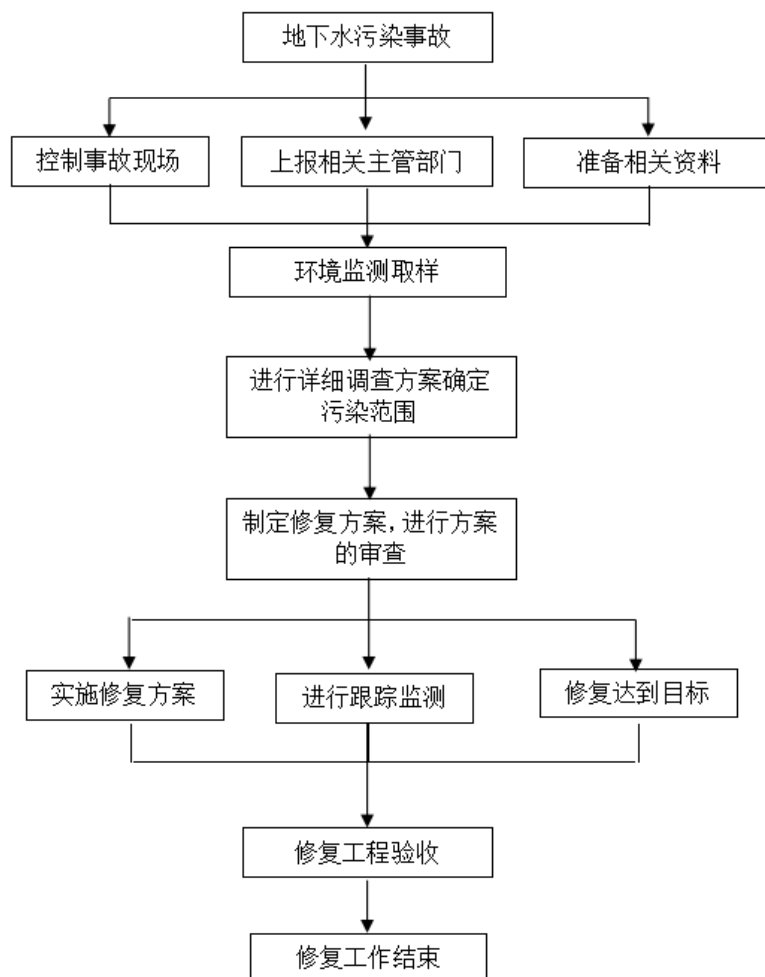 地下水污染事故
控制事故现场
上报相关主管部门
准备相关资料
环境监测取样
进行详细调查方案确定
污染范围
制定修复方案,进行方案
的审查
实施修复方案
进行跟踪监测
修复达到目标
修复工程验收
修复工作结束